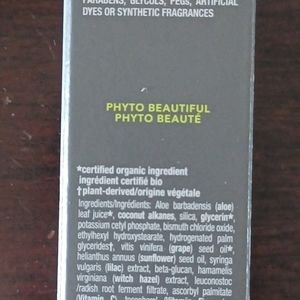 PARABENS, GLYCOLS, PEGS, ARTIFICIAL
DYES OR SYNTHETIC FRAGRANCES
PHYTO BEAUTIFUL
PHYTO BEAUTÉ
*certified organic ingredient
ingrédient certifié bio
†plant-derived/origine végétale
Ingredients/Ingrédients: Aloe barbadensis (aloe)
leaf juice*, coconut alkanes, silica, glycerin*,
potassium cetyl phosphate, bismuth chloride oxide,
ethylhexyl hydroxystearate, hydrogenated palm
glycerides†, vitis vinifera (grape) seed oil*,
helianthus annuus (sunflower) seed oil, syringa
vulgaris (lilac) extract, beta-glucan, hamamelis
virginiana (witch hazel) extract, leuconostoc
/radish root ferment filtrate, ascorbyl palmitate